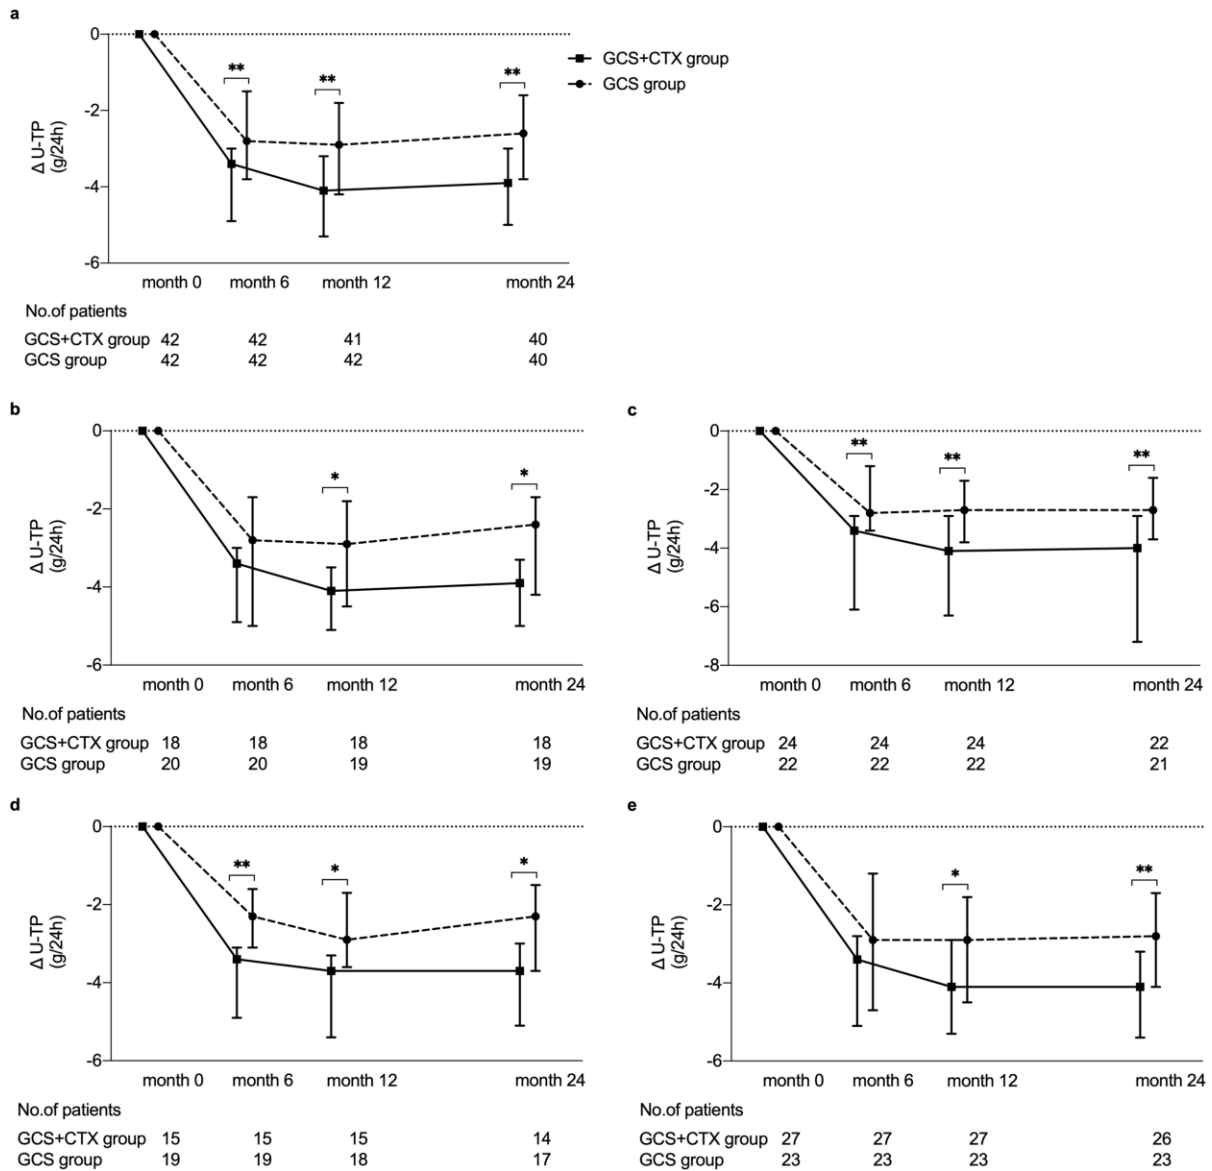 a
0
-2
-4
-6
Δ U-TP
(g/24h)
** ** **
GCS+CTX group
GCS group
month 0 month 6 month 12 month 24
No.of patients
GCS+CTX group 42 42 41 40
GCS group 42 42 42 40
b
0
-2
-4
-6
Δ U-TP
(g/24h)
* *
month 0 month 6 month 12 month 24
No.of patients
GCS+CTX group 18 18 18 18
GCS group 20 20 19 19
c
0
-2
-4
-6
-8
Δ U-TP
(g/24h)
** ** **
month 0 month 6 month 12 month 24
No.of patients
GCS+CTX group 24 24 24 22
GCS group 22 22 22 21
d
0
-2
-4
-6
Δ U-TP
(g/24h)
** * *
month 0 month 6 month 12 month 24
No.of patients
GCS+CTX group 15 15 15 14
GCS group 19 19 18 17
e
0
-2
-4
-6
Δ U-TP
(g/24h)
* **
month 0 month 6 month 12 month 24
No.of patients
GCS+CTX group 27 27 27 26
GCS group 23 23 23 23